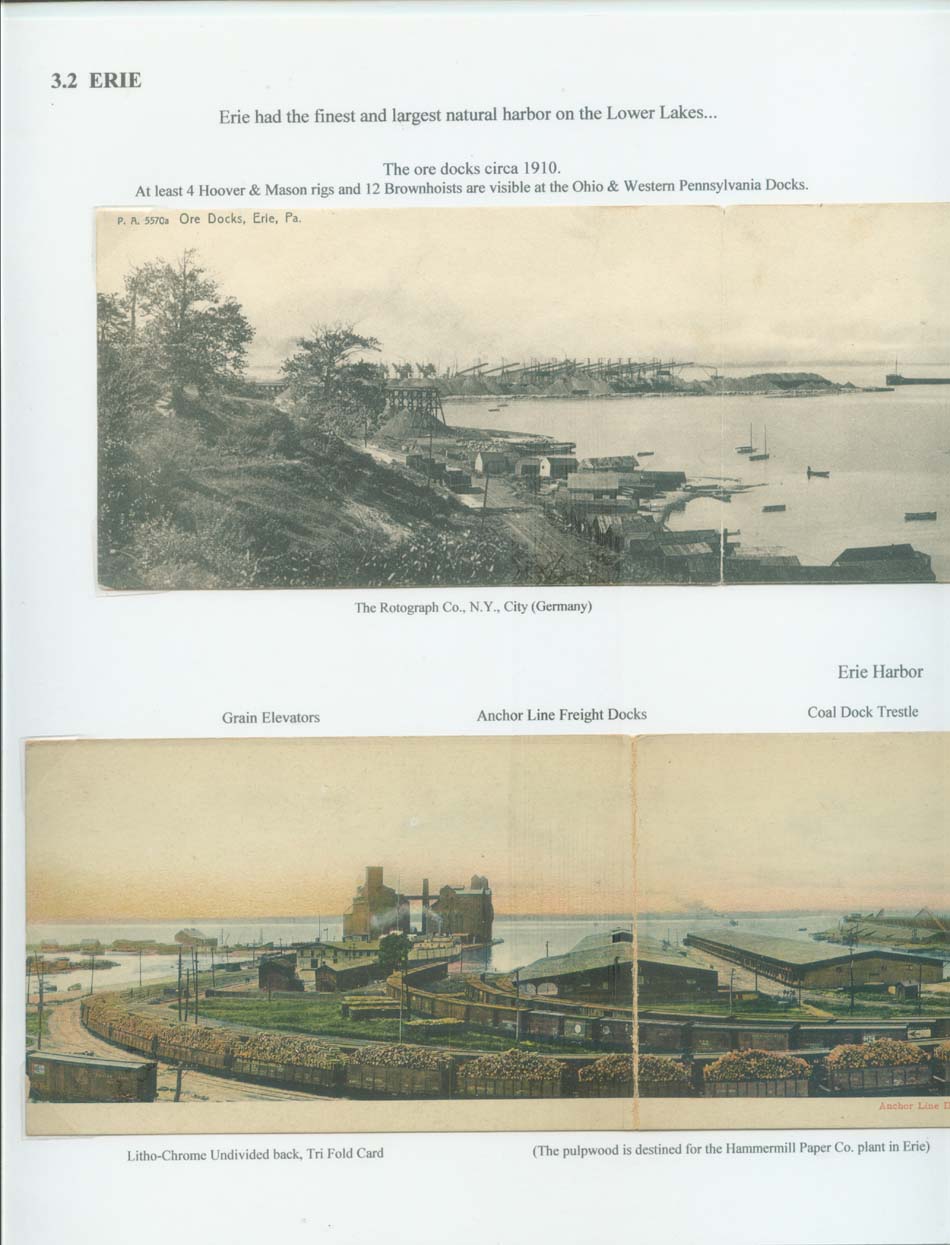 3.2 ERIE
Erie had the finest and largest natural harbor on the Lower Lakes...
The ore docks circa 1910.
At least 4 Hoover & Mason rigs and 12 Brownhoists are visible at the Ohio & Western Pennsylvania Docks.
P. A. 5570a Ore Docks, Erie, Pa.
The Rotograph Co., N.Y., City (Germany)
Erie Harbor
Grain Elevators Anchor Line Freight Docks Coal Dock Trestle
Anchor Line D
Litho-Chrome Undivided back, Tri Fold Card (The pulpwood is destined for the Hammermill Paper Co. plant in Erie)